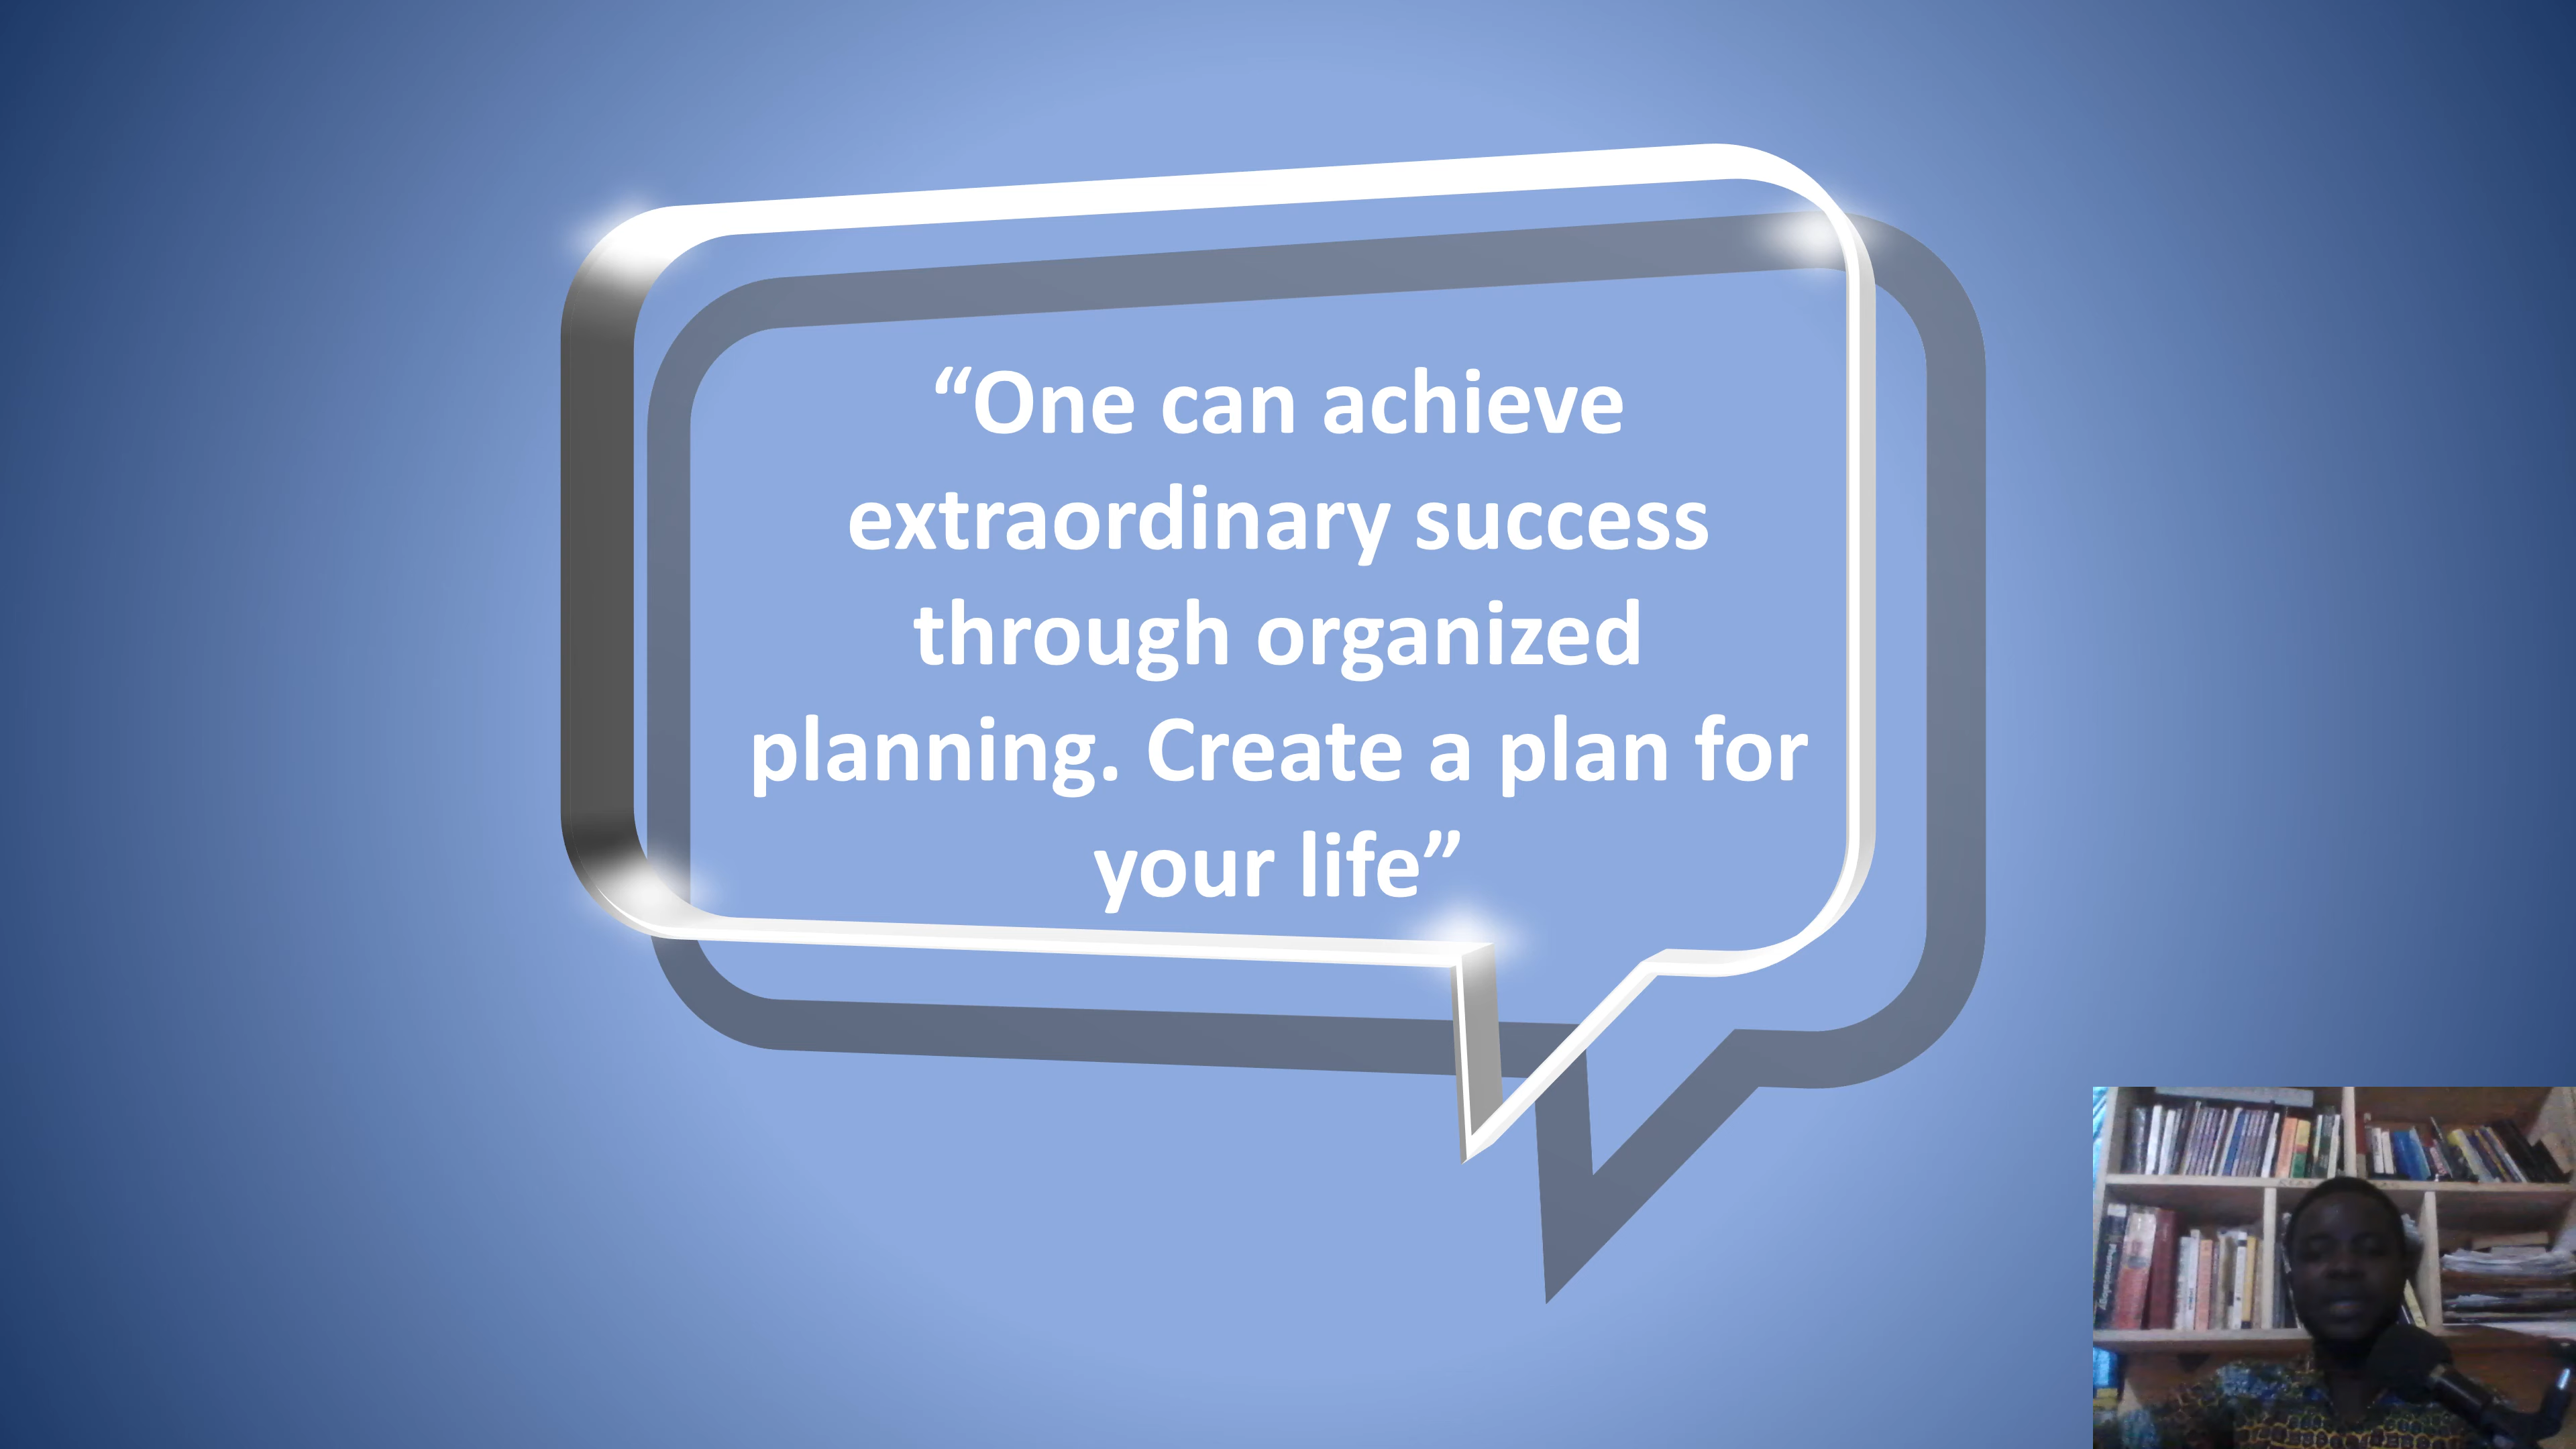 “One can achieve
extraordinary success
through organized
planning. Create a plan for
your life”